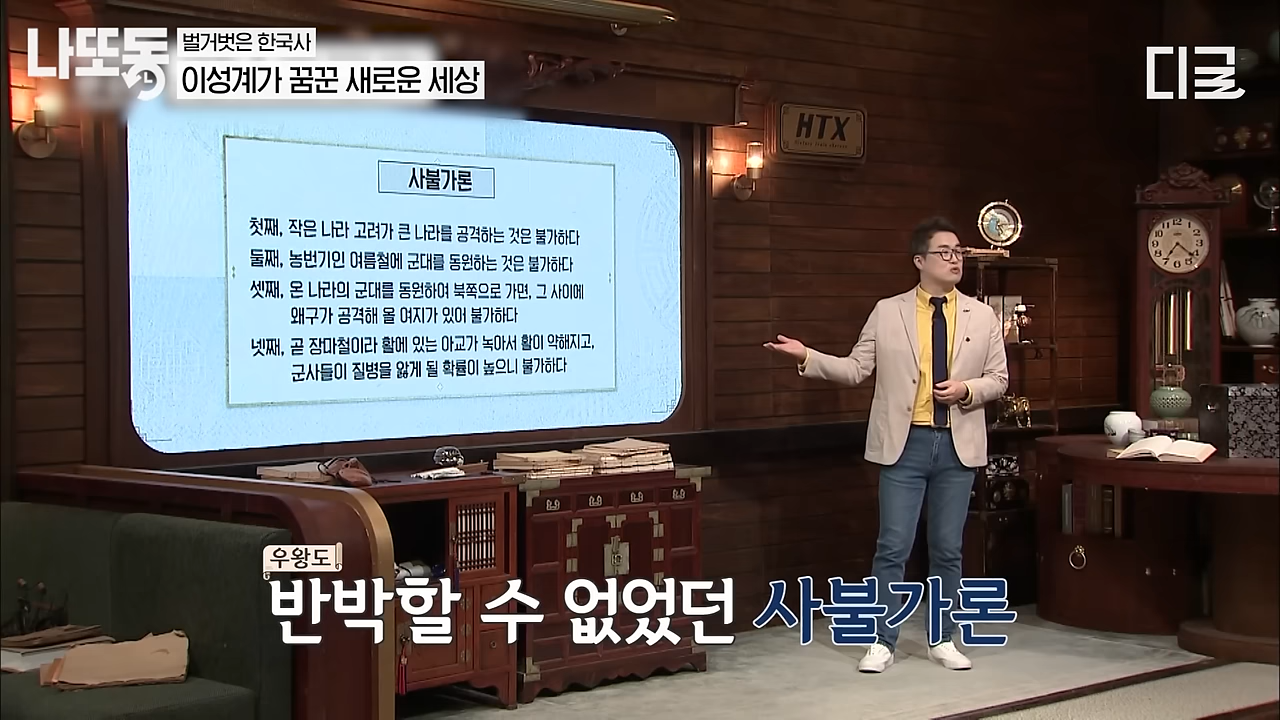 나또동
벌거벗은 한국사
이성계가 꿈꾼 새로운 세상
디글
HTX
사불가론
첫째, 작은 나라 고려가 큰 나라를 공격하는 것은 불가하다
둘째, 농번기인 여름철에 군대를 동원하는 것은 불가하다
셋째, 온 나라의 군대를 동원하여 북쪽으로 가면, 그 사이에
왜구가 공격해 올 여지가 있어 불가하다
넷째, 곧 장마철이라 활에 있는 아교가 녹아서 활이 약해지고,
군사들이 질병을 앓게 될 확률이 높으니 불가하다
우왕도
반박할 수 없었던 사불가론